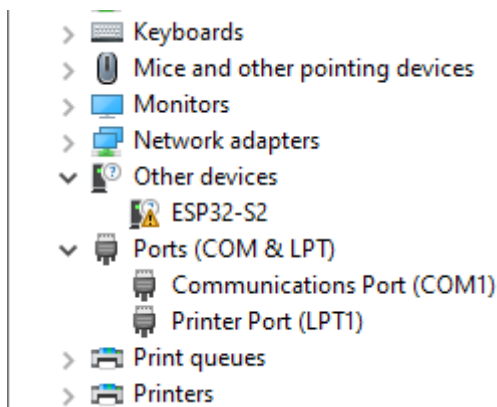 Keyboards
Mice and other pointing devices
Monitors
Network adapters
Other devices
ESP32-S2
Ports (COM & LPT)
Communications Port (COM1)
Printer Port (LPT1)
Print queues
Printers